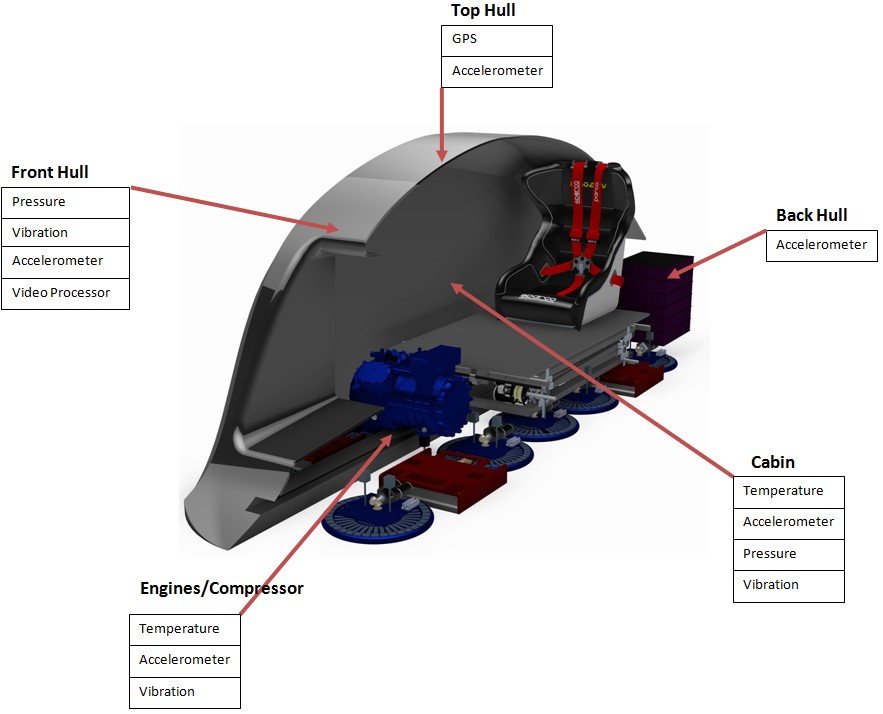 Top Hull
GPS
Accelerometer
Front Hull
Pressure
Vibration
Accelerometer
Video Processor
Back Hull
Accelerometer
Cabin
Temperature
Accelerometer
Pressure
Vibration
Engines/Compressor
Temperature
Accelerometer
Vibration
sparco